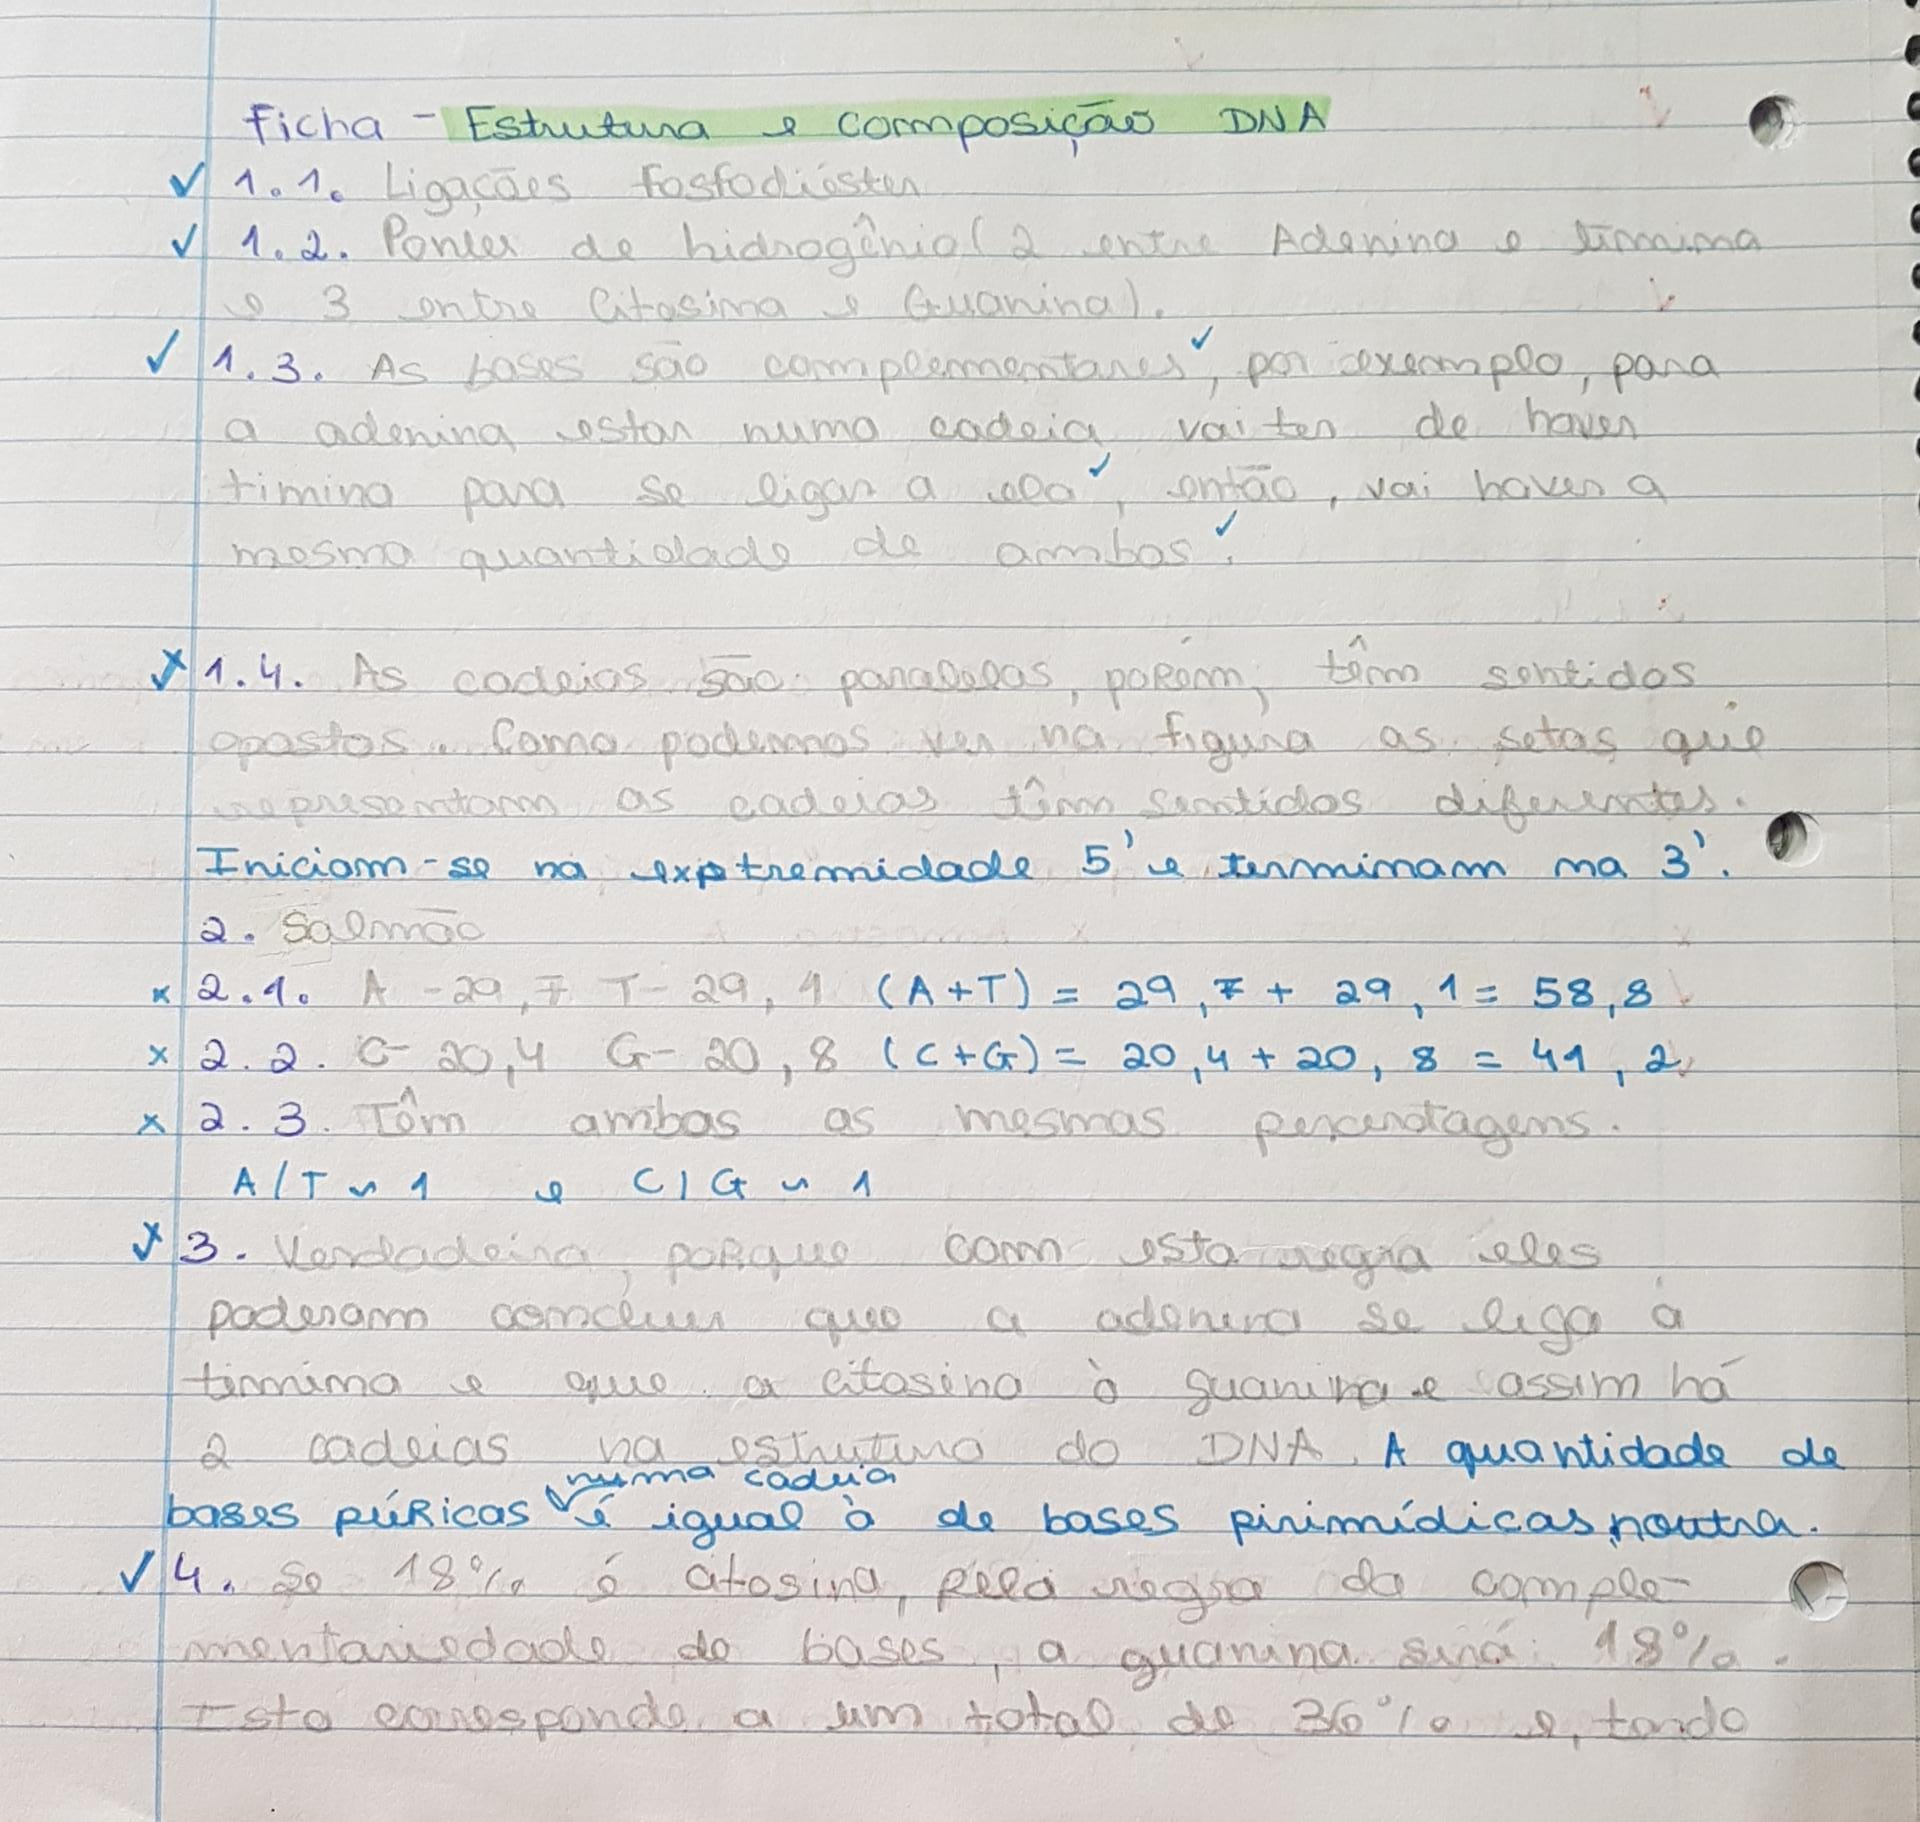 Ficha - Estrutura e composição DNA
✓ 1.1. Ligações fosfodiéster
✓ 1.2. Pontes de hidrogênio (2 entre Adenina e timina
e 3 entre Citosina e Guanina).
✓ 1.3. As bases são complementares✓, por exemplo, para
a adenina estar numa cadeia vai ter de haver
timina para se ligar a ela✓, então, vai haver a
mesma quantidade de ambas✓.
1.4. As cadeias são paralelas, porém, têm sentidos
opostos. Como podemos ver na figura as setas que
representam as cadeias têm sentidos diferentes.
Iniciam-se na extremidade 5' e terminam na 3'.
2. Salmão
x 2.1. A - 29,7 T - 29,1 (A+T) = 29,7 + 29,1 = 58,8
x 2.2. C - 20,4 G - 20,8 (C+G) = 20,4 + 20,8 = 41,2
x 2.3. Têm ambas as mesmas percentagens.
A/T ~ 1 e C/G ~ 1
3. Verdadeira, porque com esta regra eles
poderam concluir que a adenina se liga à
timina e que a citosina à guanina e assim há
2 cadeias na estrutura do DNA. A quantidade de
numa cadeia
bases púricas é igual à de bases pirimídicas noutra.
✓ 4. Se 18% é citosina, pela regra da comple-
mentariedade de bases, a guanina será 18%.
Isto corresponde a um total de 36% e, tendo